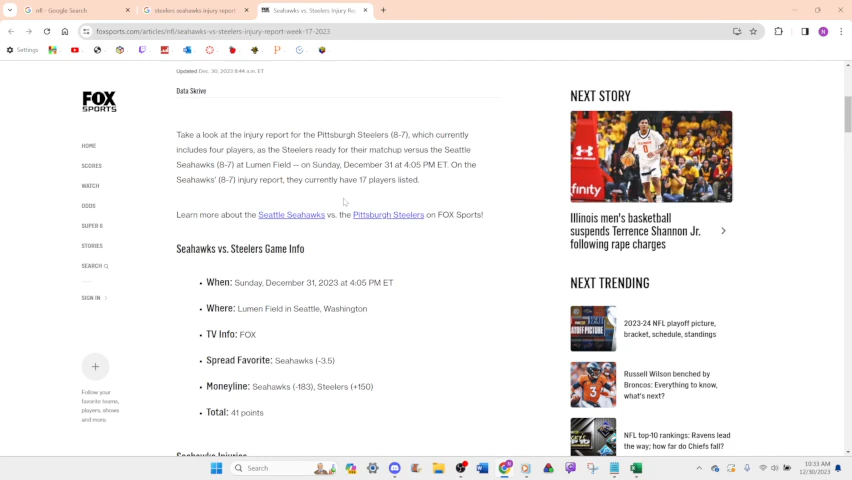 nfl - Google Search
steelers seahawks injury report
Seahawks vs. Steelers Injury Re
foxsports.com/articles/nfl/seahawks-vs-steelers-injury-report-week-17-2023
N
Settings
Updated Dec. 30, 2023 8:44 a.m. ET
Data Skrive
FOX
SPORTS
HOME
SCORES
WATCH
ODDS
SUPER 6
STORIES
SEARCH
SIGN IN
Follow your
favorite teams,
players, shows
and more.
Take a look at the injury report for the Pittsburgh Steelers (8-7), which currently
includes four players, as the Steelers ready for their matchup versus the Seattle
Seahawks (8-7) at Lumen Field -- on Sunday, December 31 at 4:05 PM ET. On the
Seahawks' (8-7) injury report, they currently have 17 players listed.
Learn more about the Seattle Seahawks vs. the Pittsburgh Steelers on FOX Sports!
Seahawks vs. Steelers Game Info
• When: Sunday, December 31, 2023 at 4:05 PM ET
• Where: Lumen Field in Seattle, Washington
• TV Info: FOX
• Spread Favorite: Seahawks (-3.5)
• Moneyline: Seahawks (-183), Steelers (+150)
• Total: 41 points
Seahawks Injuries
NEXT STORY
Illinois men's basketball
suspends Terrence Shannon Jr.
following rape charges
NEXT TRENDING
2023-24 NFL playoff picture,
bracket, schedule, standings
Russell Wilson benched by
Broncos: Everything to know,
what's next?
NFL top-10 rankings: Ravens lead
the way; how far do Chiefs fall?
Search
10:33 AM
12/30/2023